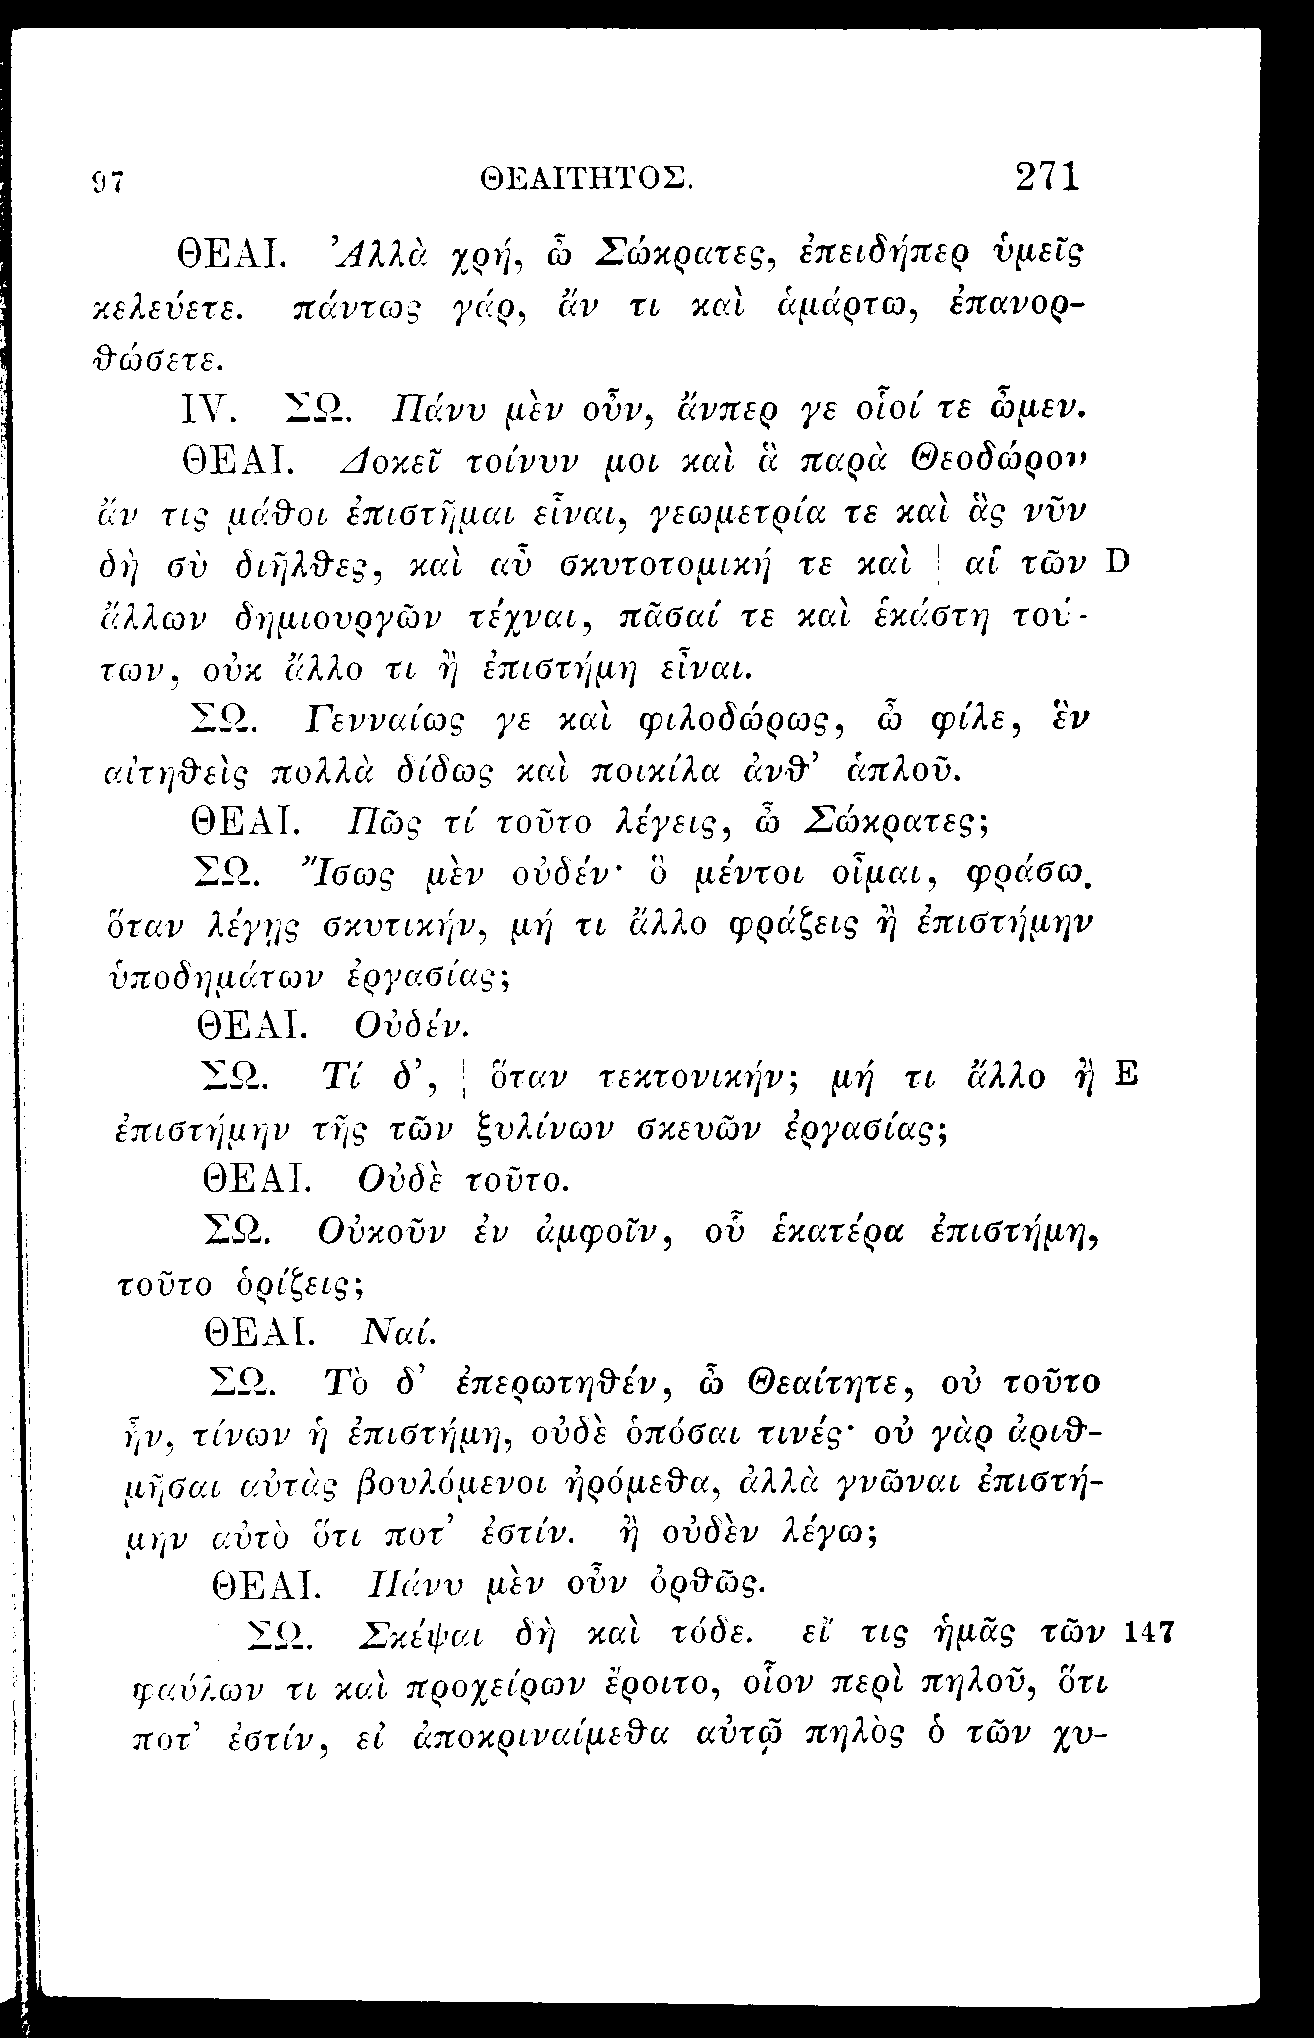 97 ΘΕΑΙΤΗΤΟΣ. 271
ΘΕΑΙ. Ἀλλὰ χρή, ὦ Σώκρατες, ἐπειδήπερ ὑμεῖς
κελεύετε. πάντως γάρ, ἄν τι καὶ ἁμάρτω, ἐπανορ-
θώσετε.
IV. ΣΩ. Πάνυ μὲν οὖν, ἄνπερ γε οἷοί τε ὦμεν.
ΘΕΑΙ. Δοκεῖ τοίνυν μοι καὶ ἃ παρὰ Θεοδώρου
ἄν τις μάθοι ἐπιστῆμαι εἶναι, γεωμετρία τε καὶ ἃς νῦν
δὴ σὺ διῆλθες, καὶ αὖ σκυτοτομική τε καὶ | αἱ τῶν D
ἄλλων δημιουργῶν τέχναι, πᾶσαί τε καὶ ἑκάστη τού-
των, οὐκ ἄλλο τι ἢ ἐπιστήμη εἶναι.
ΣΩ. Γενναίως γε καὶ φιλοδώρως, ὦ φίλε, ἓν
αἰτηθεὶς πολλὰ δίδως καὶ ποικίλα ἀνθ’ ἁπλοῦ.
ΘΕΑΙ. Πῶς τί τοῦτο λέγεις, ὦ Σώκρατες;
ΣΩ. Ἴσως μὲν οὐδέν· ὃ μέντοι οἶμαι, φράσω.
ὅταν λέγῃς σκυτικήν, μή τι ἄλλο φράζεις ἢ ἐπιστήμην
ὑποδημάτων ἐργασίας;
ΘΕΑΙ. Οὐδέν.
ΣΩ. Τί δ’, | ὅταν τεκτονικήν; μή τι ἄλλο ἢ E
ἐπιστήμην τῆς τῶν ξυλίνων σκευῶν ἐργασίας;
ΘΕΑΙ. Οὐδὲ τοῦτο.
ΣΩ. Οὐκοῦν ἐν ἀμφοῖν, οὗ ἑκατέρα ἐπιστήμη,
τοῦτο ὁρίζεις;
ΘΕΑΙ. Ναί.
ΣΩ. Τὸ δ’ ἐπερωτηθέν, ὦ Θεαίτητε, οὐ τοῦτο
ἦν, τίνων ἡ ἐπιστήμη, οὐδὲ ὁπόσαι τινές· οὐ γὰρ ἀριθ-
μῆσαι αὐτὰς βουλόμενοι ἠρόμεθα, ἀλλὰ γνῶναι ἐπιστή-
μην αὐτὸ ὅτι ποτ’ ἐστίν. ἢ οὐδὲν λέγω;
ΘΕΑΙ. Πάνυ μὲν οὖν ὀρθῶς.
ΣΩ. Σκέψαι δὴ καὶ τόδε. εἴ τις ἡμᾶς τῶν 147
φαύλων τι καὶ προχείρων ἔροιτο, οἷον περὶ πηλοῦ, ὅτι
ποτ’ ἐστίν, εἰ ἀποκριναίμεθα αὐτῷ πηλὸς ὁ τῶν χυ-